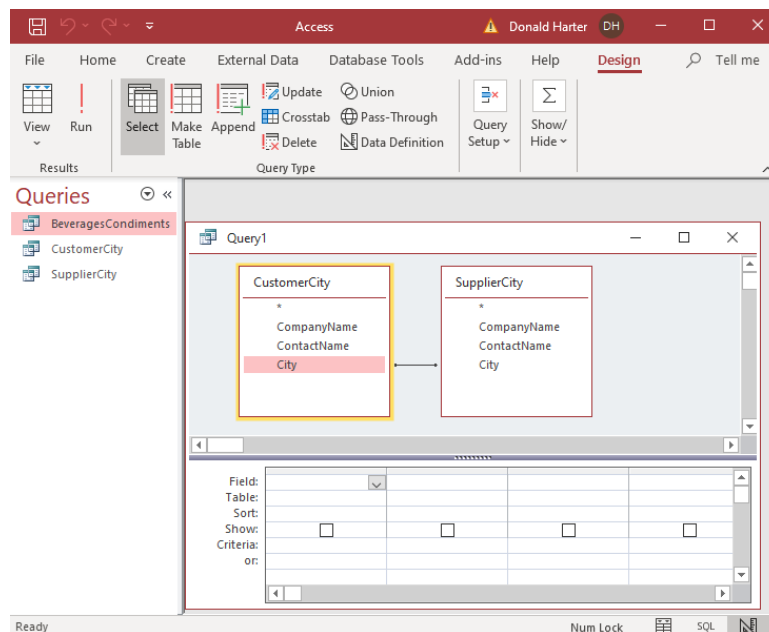 Access
Donald Harter DH
File Home Create External Data Database Tools Add-ins Help Design Tell me
View
Run
Select
Make Table
Append
Update
Crosstab
Delete
Union
Pass-Through
Data Definition
Query Setup
Show/ Hide
Results
Query Type
Queries
BeveragesCondiments
CustomerCity
SupplierCity
Query1
CustomerCity
*
CompanyName
ContactName
City
SupplierCity
*
CompanyName
ContactName
City
Field:
Table:
Sort:
Show:
Criteria:
or:
Ready
Num Lock
SQL